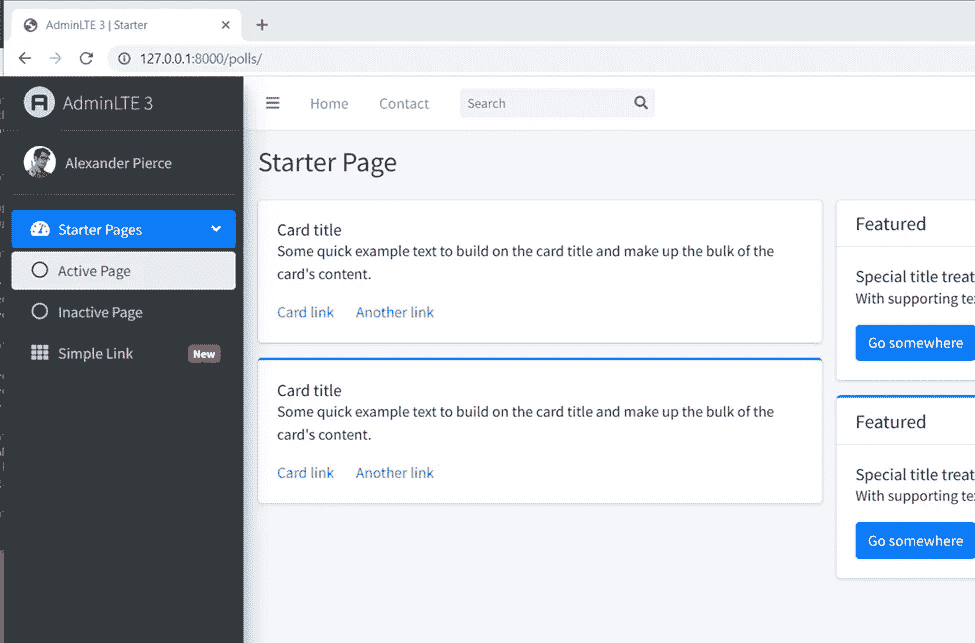 AdminLTE 3 | Starter
127.0.0.1:8000/polls/
AdminLTE 3
Alexander Pierce
Starter Pages
Active Page
Inactive Page
Simple Link New
Home Contact Search
Starter Page
Card title
Some quick example text to build on the card title and make up the bulk of the
card's content.
Card link Another link
Card title
Some quick example text to build on the card title and make up the bulk of the
card's content.
Card link Another link
Featured
Special title treat
With supporting te
Go somewhere
Featured
Special title treat
With supporting te
Go somewhere